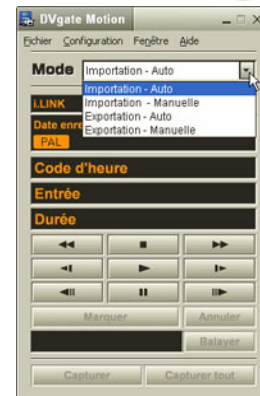 DVgate Motion
Fichier Configuration Fenêtre Aide
Mode Importation - Auto
Importation - Auto
i.LINK Importation - Manuelle
Exportation - Auto
Date enre Exportation - Manuelle
PAL
Code d'heure
Entrée
Durée
Marquer Annuler
Balayer
Capturer Capturer tout